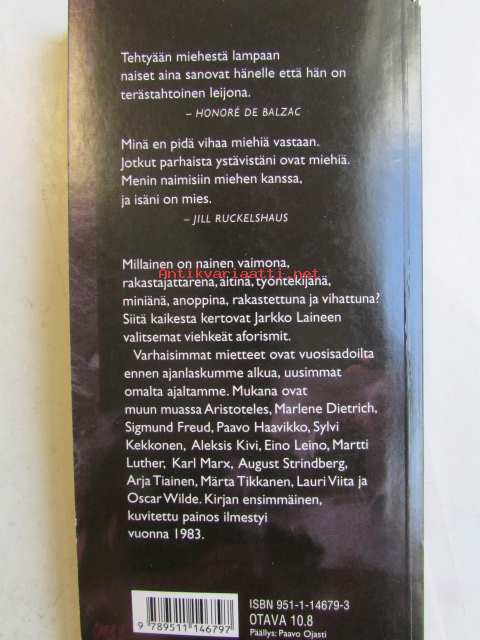 Tehtyään miehestä lampaan
naiset aina sanovat hänelle että hän on
terästahtoinen leijona.
– HONORÉ DE BALZAC
Minä en pidä vihaa miehiä vastaan.
Jotkut parhaista ystävistäni ovat miehiä.
Menin naimisiin miehen kanssa,
ja isäni on mies.
– JILL RUCKELSHAUS
Millainen on nainen vaimona,
Antikvariaatti.net
rakastajattarena, äitinä, työntekijänä,
miniänä, anoppina, rakastettuna ja vihattuna?
Siitä kaikesta kertovat Jarkko Laineen
valitsemat viehkeät aforismit.
Varhaisimmat mietteet ovat vuosisadoilta
ennen ajanlaskumme alkua, uusimmat
omalta ajaltamme. Mukana ovat
muun muassa Aristoteles, Marlene Dietrich,
Sigmund Freud, Paavo Haavikko, Sylvi
Kekkonen, Aleksis Kivi, Eino Leino, Martti
Luther, Karl Marx, August Strindberg,
Arja Tiainen, Märta Tikkanen, Lauri Viita ja
Oscar Wilde. Kirjan ensimmäinen,
kuvitettu painos ilmestyi
vuonna 1983.
9 789511 146797
ISBN 951-1-14679-3
OTAVA 10.8
Päällys: Paavo Ojasti